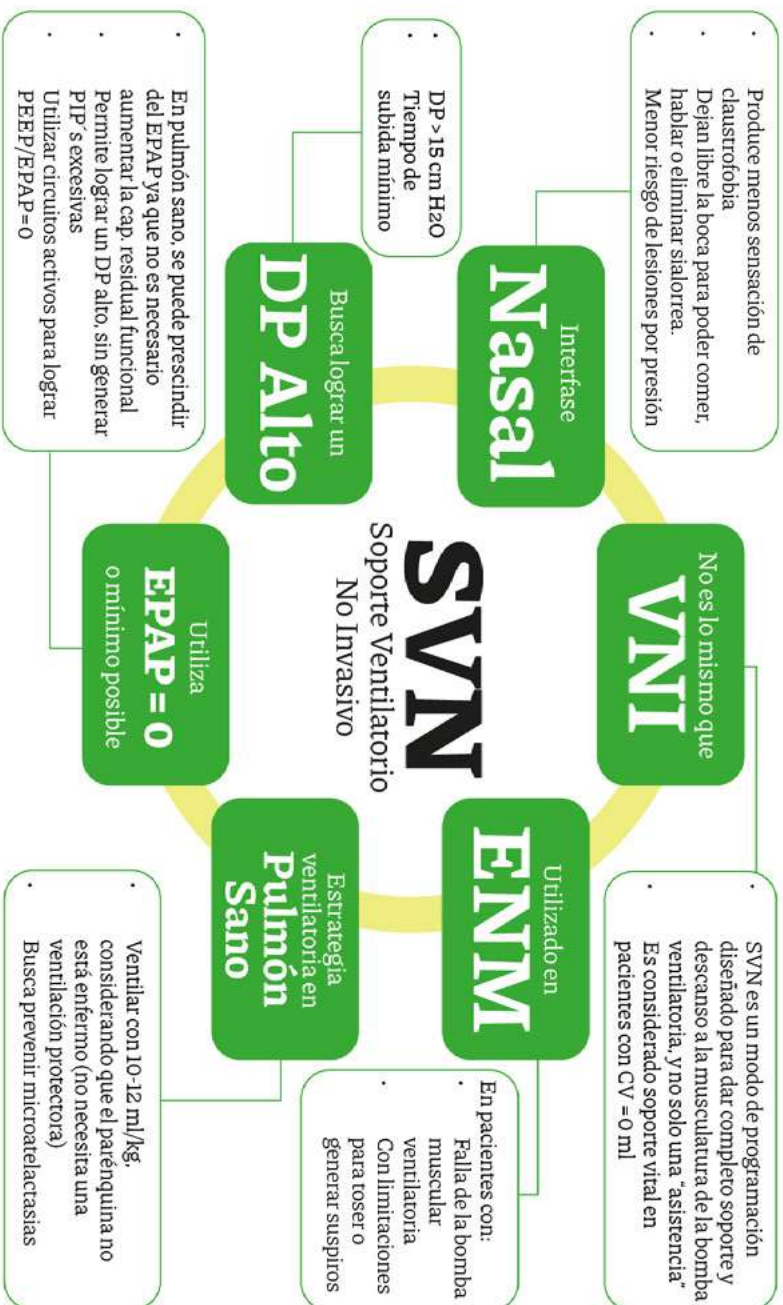 SVN
Soporte Ventilatorio
No Invasivo
No es lo mismo que
VNI
• SVN es un modo de programación
diseñado para dar completo soporte y
descanso a la musculatura de la bomba
ventilatoria, y no solo una "asistencia"
• Es considerado soporte vital en
pacientes con CV = 0 ml
Utilizado en
ENM
En pacientes con:
• Falla de la bomba
muscular
ventilatoria
• Con limitaciones
para toser o
generar suspiros
Estrategia
ventilatoria en
Pulmón
Sano
• Ventilar con 10-12 ml/kg,
considerando que el parénquina no
está enfermo (no necesita una
ventilación protectora)
• Busca prevenir microatelactasias
Utiliza
EPAP = 0
o mínimo posible
• En pulmón sano, se puede prescindir
del EPAP ya que no es necesario
aumentar la cap. residual funcional
• Permite lograr un DP alto, sin generar
PIP´s excesivas
• Utilizar circuitos activos para lograr
PEEP/EPAP = 0
Busca lograr un
DP Alto
• DP > 15 cm H2O
• Tiempo de
subida mínimo
Interfase
Nasal
• Produce menos sensación de
claustrofobia
• Dejan libre la boca para poder comer,
hablar o eliminar sialorrea.
• Menor riesgo de lesiones por presión